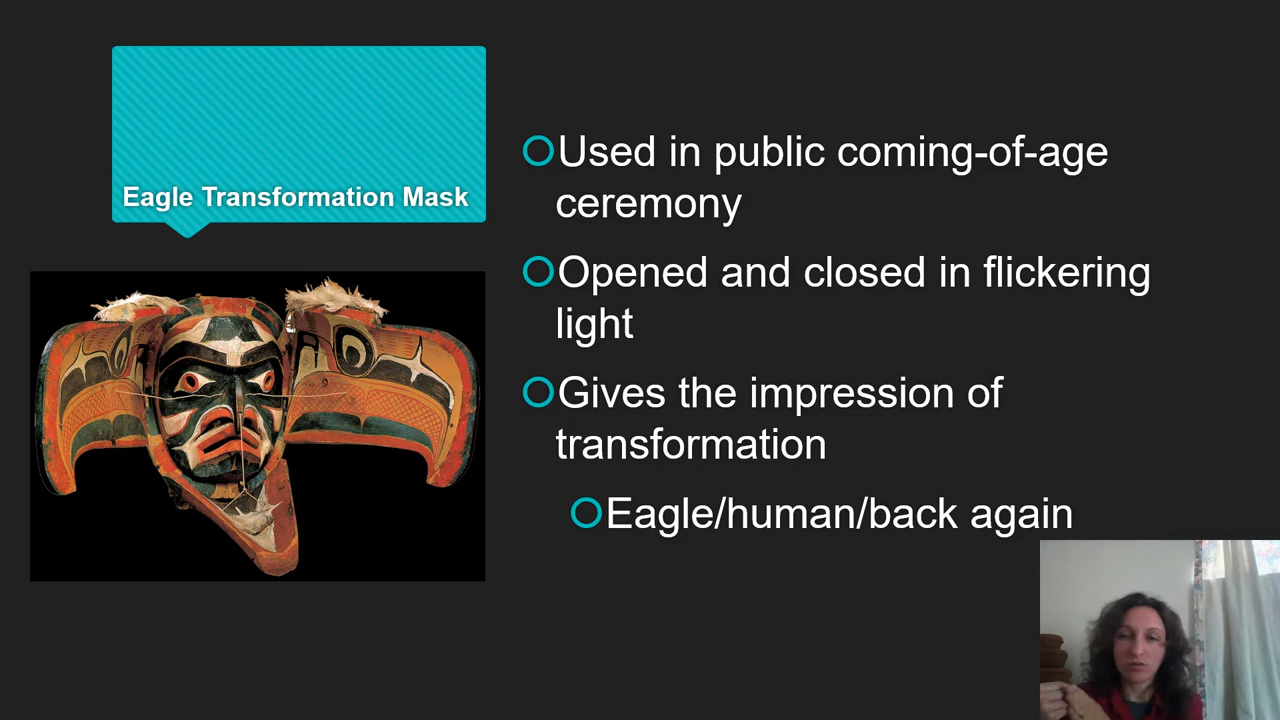 Eagle Transformation Mask
Used in public coming-of-age
ceremony
Opened and closed in flickering
light
Gives the impression of
transformation
Eagle/human/back again